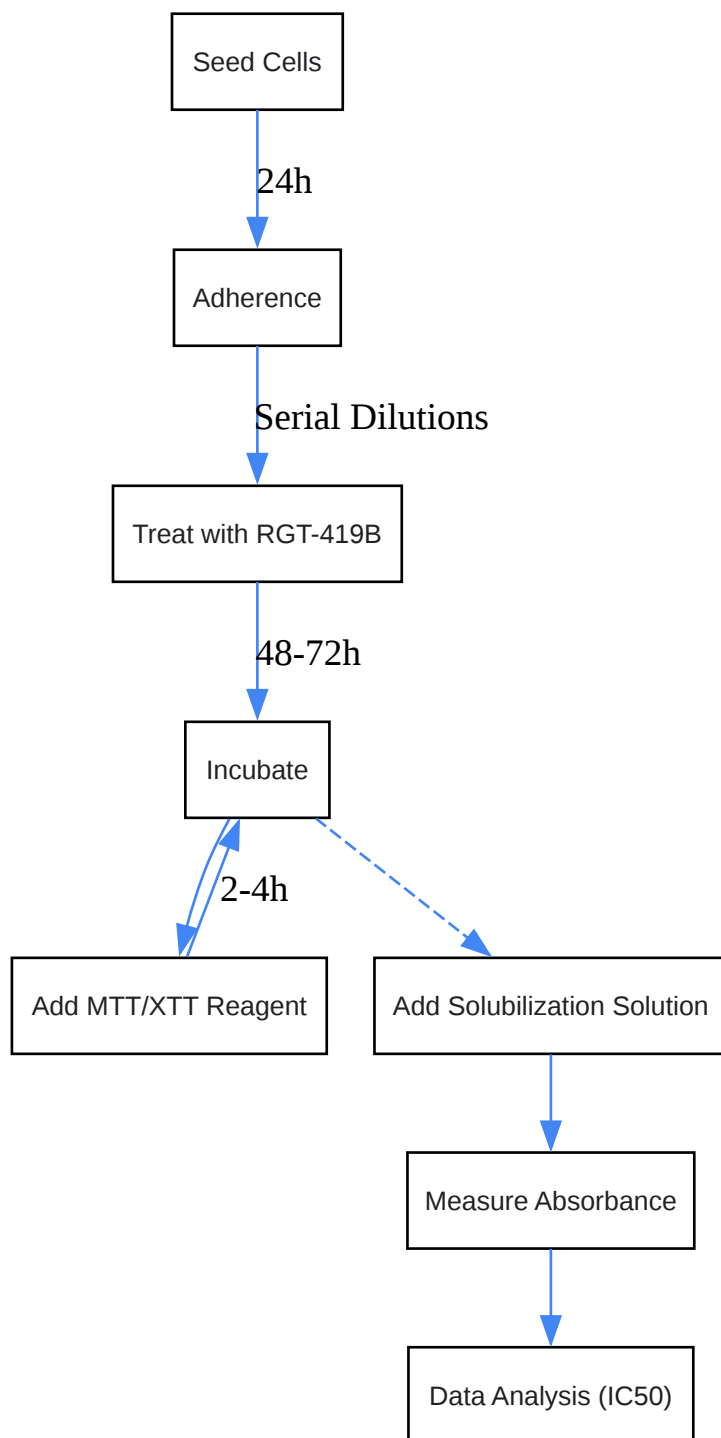 Seed Cells
24h
Adherence
Serial Dilutions
Treat with RGT-419B
48-72h
Incubate
2-4h
Add MTT/XTT Reagent
Add Solubilization Solution
Measure Absorbance
Data Analysis (IC50)